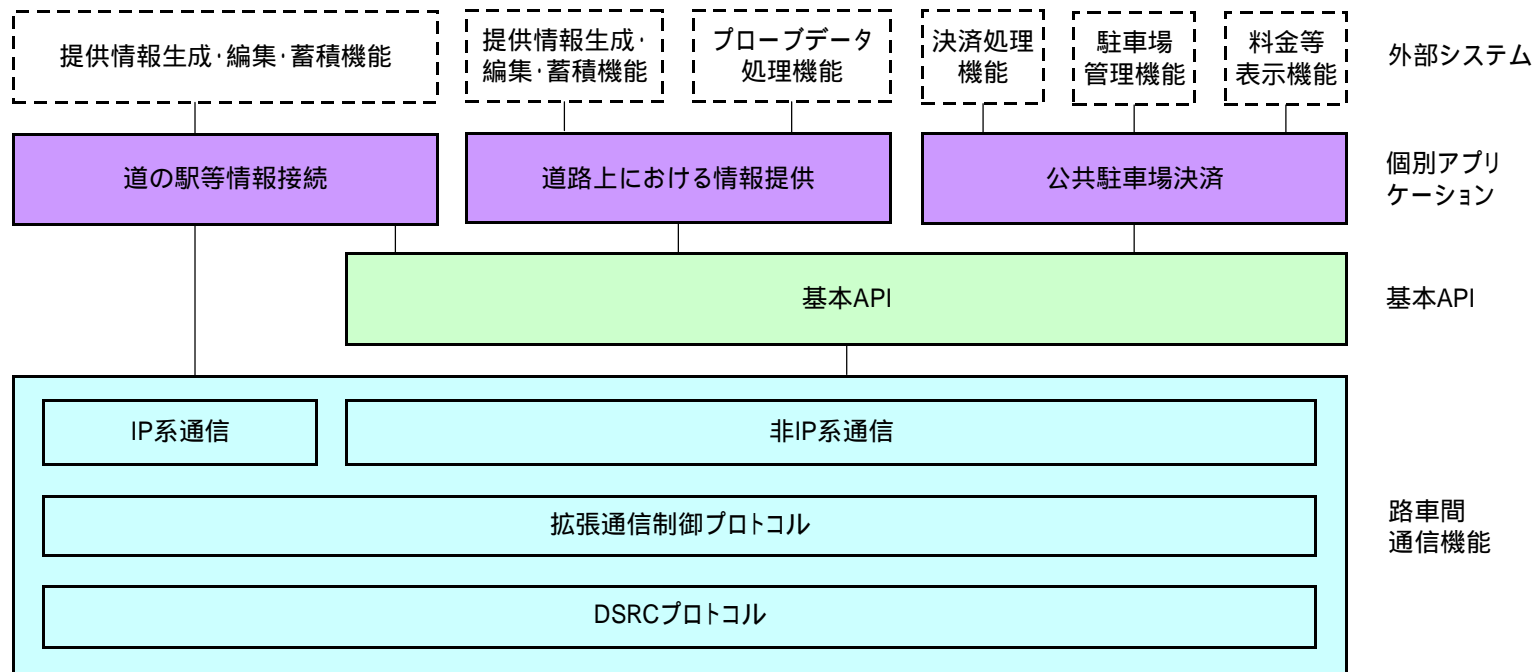 提供情報生成･編集･蓄積機能
提供情報生成･
編集･蓄積機能
プローブデータ
処理機能
決済処理
機能
駐車場
管理機能
料金等
表示機能
外部システム
道の駅等情報接続
道路上における情報提供
公共駐車場決済
個別アプリ
ケーション
基本API
基本API
IP系通信
非IP系通信
拡張通信制御プロトコル
DSRCプロトコル
路車間
通信機能